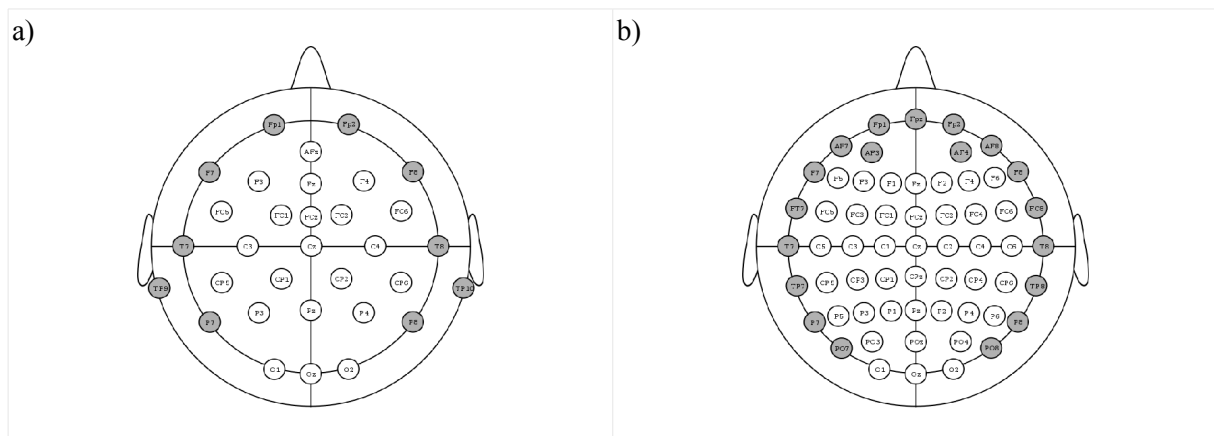 a)
Fp1 Fp2
AFz
F7 F8
F3 Fz F4
FC5 FC1 FCz FC2 FC6
T7 C3 Cz C4 T8
CP5 CP1 CP2 CP6
TP9 TP10
P3 Pz P4
P7 P8
O1 Oz O2
b)
Fp1 Fpz Fp2
AF7 AF3 AF4 AF8
F7 F5 F3 F1 Fz F2 F4 F6 F8
FT7 FC5 FC3 FC1 FCz FC2 FC4 FC6 FC8
T7 C5 C3 C1 Cz C2 C4 C6 T8
TP7 CP5 CP3 CP1 CPz CP2 CP4 CP6 TP8
P7 P5 P3 P1 Pz P2 P4 P6 P8
PO7 PO3 POz PO4 PO8
O1 Oz O2